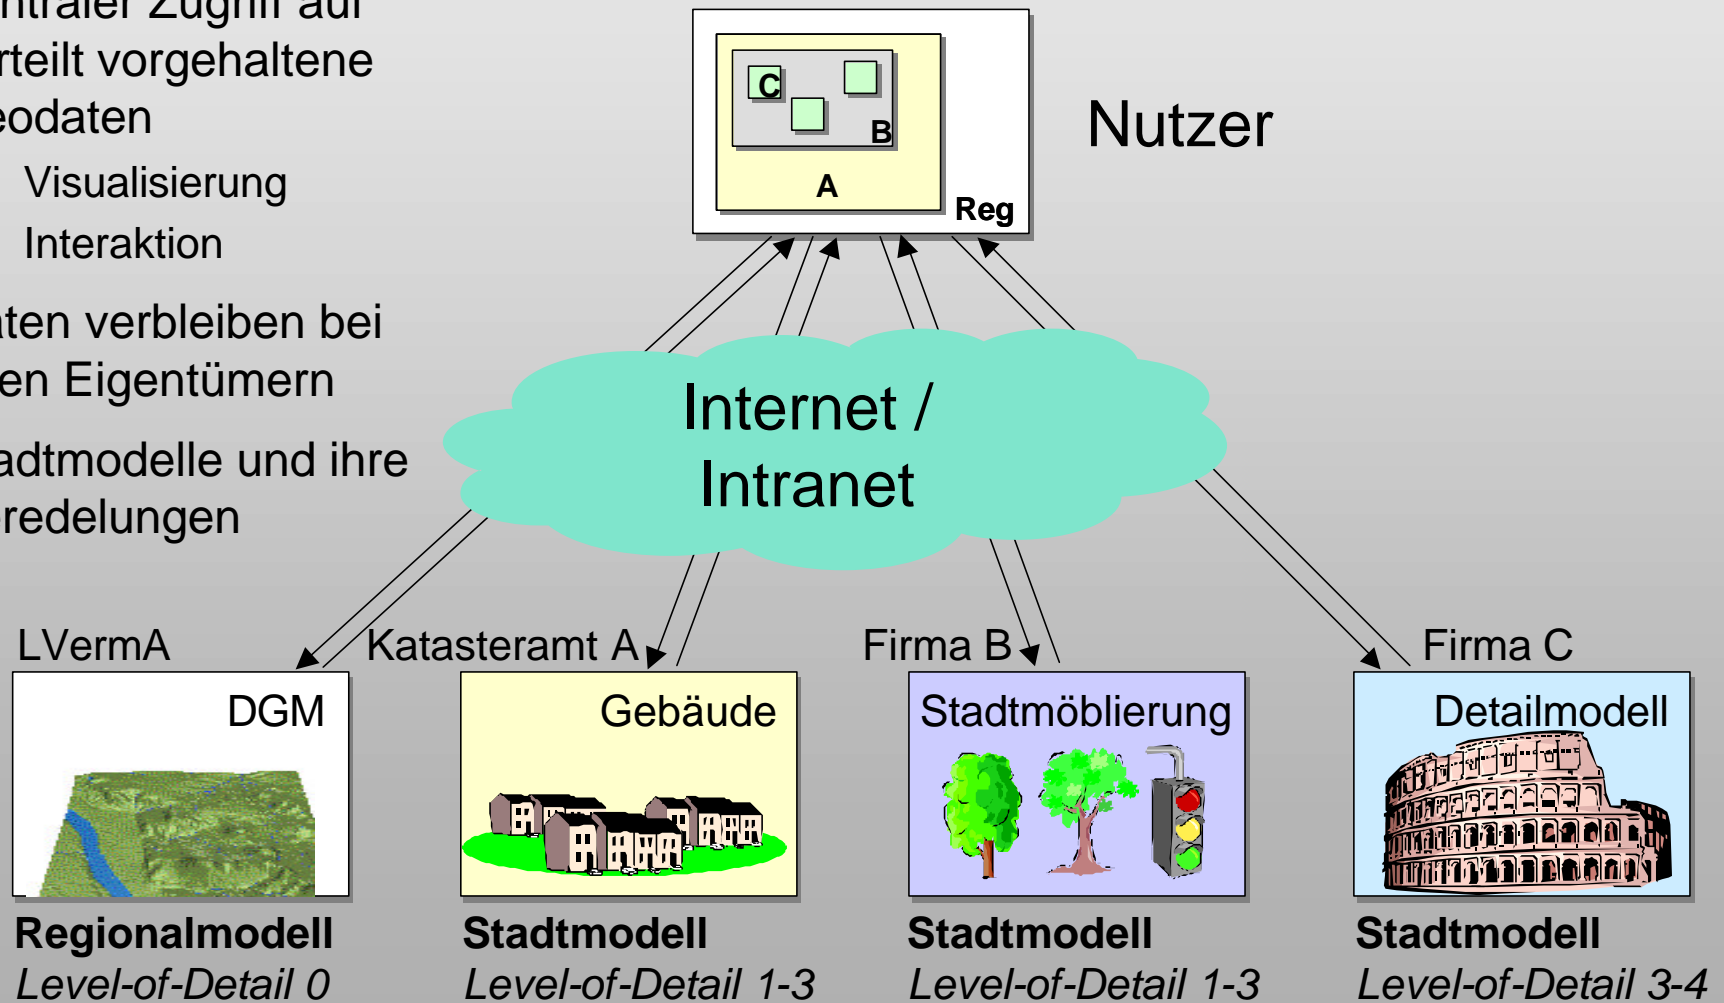 ntraler Zugriff auf
rteilt vorgehaltene
eodaten
Visualisierung
Interaktion
aten verbleiben bei
en Eigentümern
adtmodelle und ihre
redelungen
C
B
A
Reg
Nutzer
Internet /
Intranet
LVermA
DGM
Regionalmodell
Level-of-Detail 0
Katasteramt A
Gebäude
Stadtmodell
Level-of-Detail 1-3
Firma B
Stadtmöblierung
Stadtmodell
Level-of-Detail 1-3
Firma C
Detailmodell
Stadtmodell
Level-of-Detail 3-4